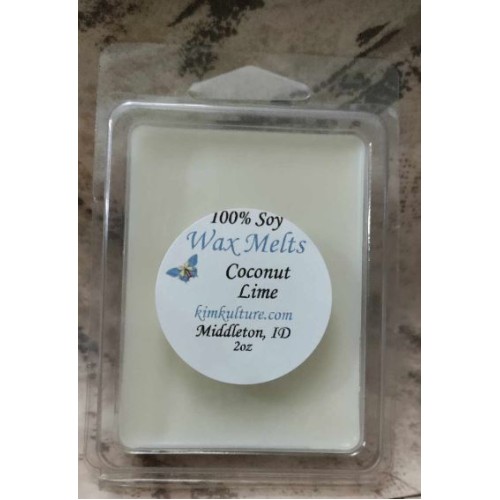 100% Soy
Wax Melts
Coconut
Lime
kimkulture.com
Middleton, ID
2oz